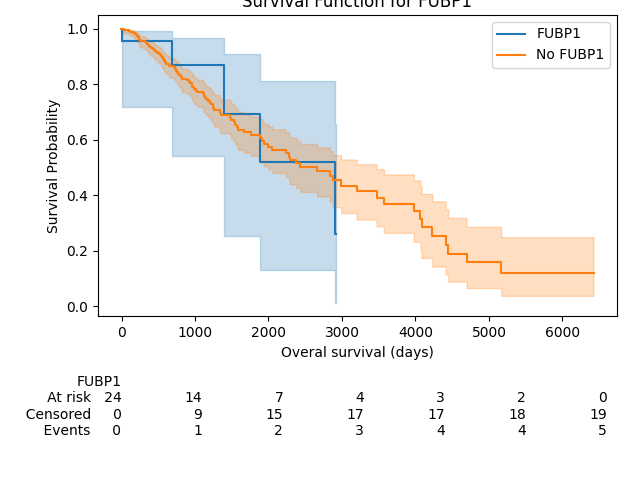 Survival Function for FUBP1
1.0
0.8
0.6
0.4
0.2
0.0
Survival Probability
FUBP1
No FUBP1
0 1000 2000 3000 4000 5000 6000
Overal survival (days)
FUBP1
At risk 24 14 7 4 3 2 0
Censored 0 9 15 17 17 18 19
Events 0 1 2 3 4 4 5